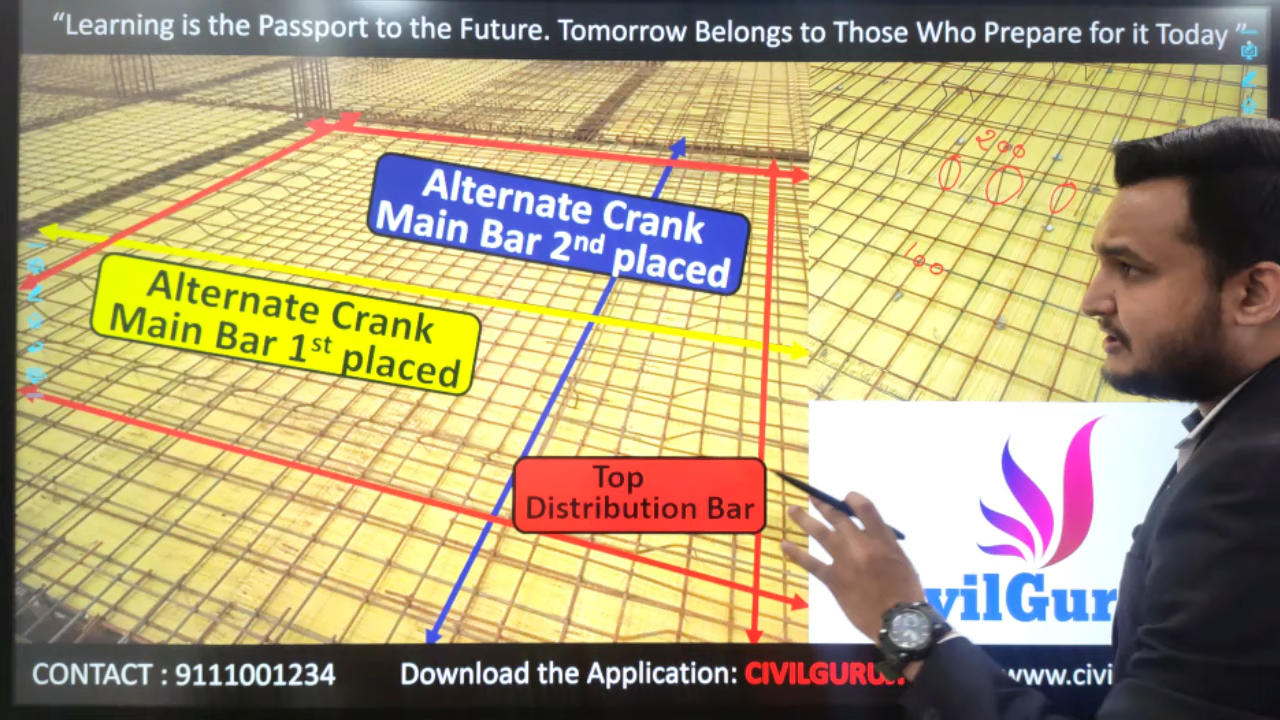 “Learning is the Passport to the Future. Tomorrow Belongs to Those Who Prepare for it Today ”
Alternate Crank
Main Bar 2nd placed
200
100
Alternate Crank
Main Bar 1st placed
Top
Distribution Bar
CONTACT : 9111001234
Download the Application: